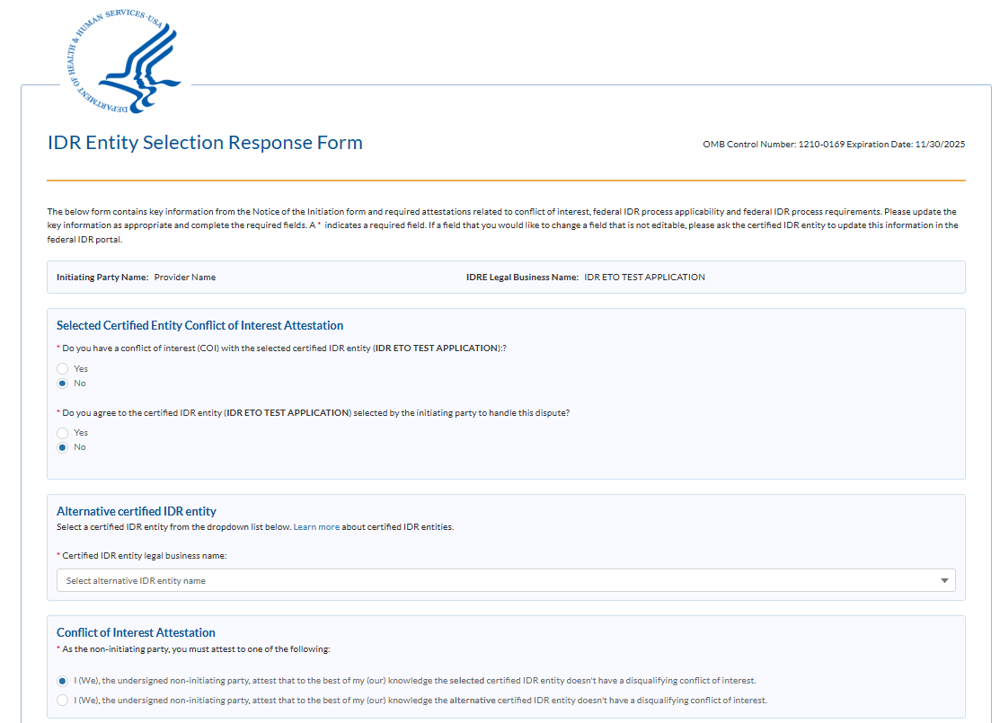 DEPARTMENT OF HEALTH & HUMAN SERVICES · USA
IDR Entity Selection Response Form
OMB Control Number: 1210-0169 Expiration Date: 11/30/2025
The below form contains key information from the Notice of the Initiation form and required attestations related to conflict of interest, federal IDR process applicability and federal IDR process requirements. Please update the
key information as appropriate and complete the required fields. A * indicates a required field. If a field that you would like to change a field that is not editable, please ask the certified IDR entity to update this information in the
federal IDR portal.
Initiating Party Name: Provider Name
IDRE Legal Business Name: IDR ETO TEST APPLICATION
Selected Certified Entity Conflict of Interest Attestation
* Do you have a conflict of interest (COI) with the selected certified IDR entity (IDR ETO TEST APPLICATION):?
Yes
No
* Do you agree to the certified IDR entity (IDR ETO TEST APPLICATION) selected by the initiating party to handle this dispute?
Yes
No
Alternative certified IDR entity
Select a certified IDR entity from the dropdown list below. Learn more about certified IDR entities.
* Certified IDR entity legal business name:
Select alternative IDR entity name
Conflict of Interest Attestation
* As the non-initiating party, you must attest to one of the following:
I (We), the undersigned non-initiating party, attest that to the best of my (our) knowledge the selected certified IDR entity doesn't have a disqualifying conflict of interest.
I (We), the undersigned non-initiating party, attest that to the best of my (our) knowledge the alternative certified IDR entity doesn't have a disqualifying conflict of interest.